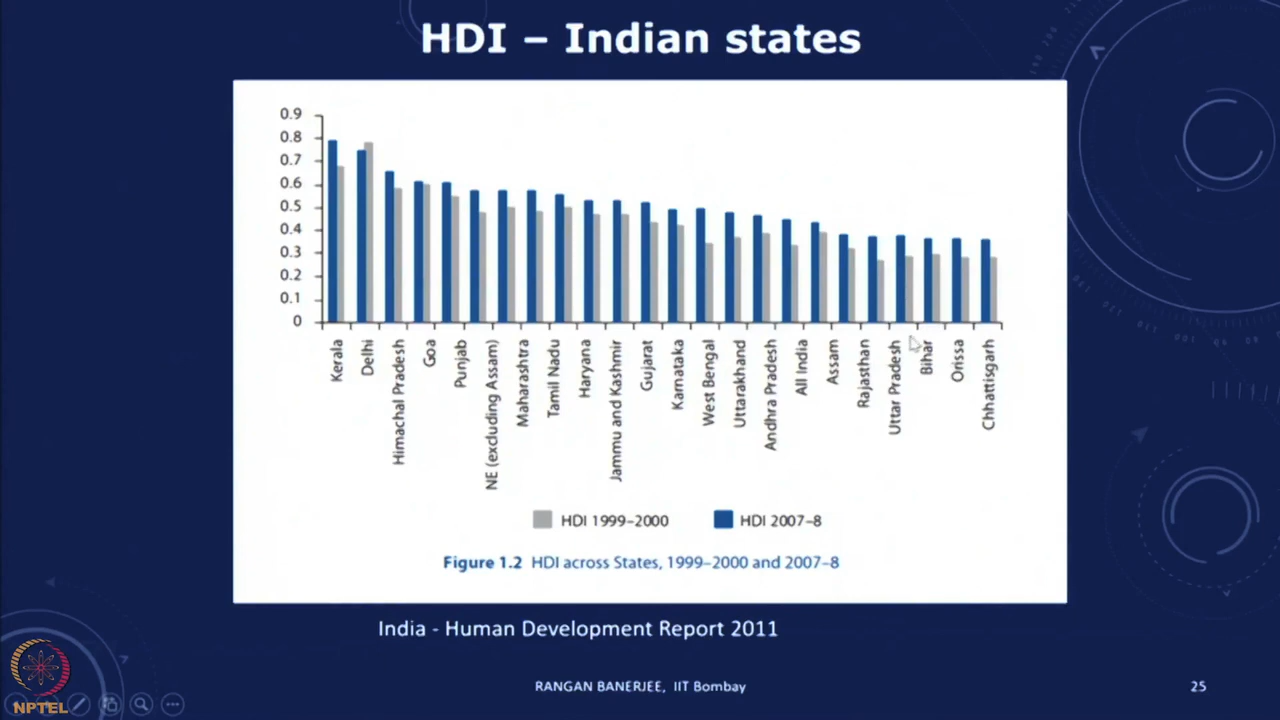 HDI – Indian states
0.9
0.8
0.7
0.6
0.5
0.4
0.3
0.2
0.1
0
Kerala
Delhi
Himachal Pradesh
Goa
Punjab
NE (excluding Assam)
Maharashtra
Tamil Nadu
Haryana
Jammu and Kashmir
Gujarat
Karnataka
West Bengal
Uttarakhand
Andhra Pradesh
All India
Assam
Rajasthan
Uttar Pradesh
Bihar
Orissa
Chhattisgarh
HDI 1999–2000 HDI 2007–8
Figure 1.2 HDI across States, 1999–2000 and 2007–8
India - Human Development Report 2011
RANGAN BANERJEE, IIT Bombay
25
NPTEL